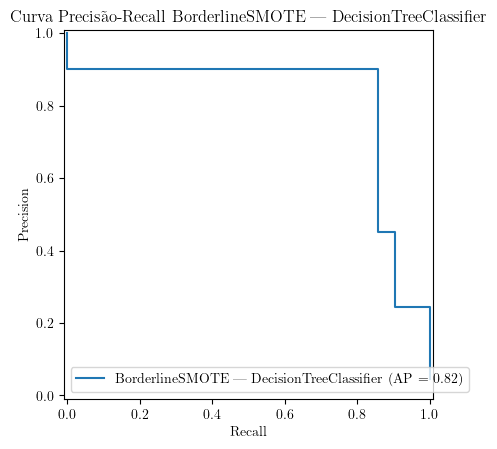 Curva Precisão-Recall BorderlineSMOTE — DecisionTreeClassifier
1.0
0.8
0.6
0.4
0.2
0.0
Precision
BorderlineSMOTE — DecisionTreeClassifier (AP = 0.82)
0.0 0.2 0.4 0.6 0.8 1.0
Recall